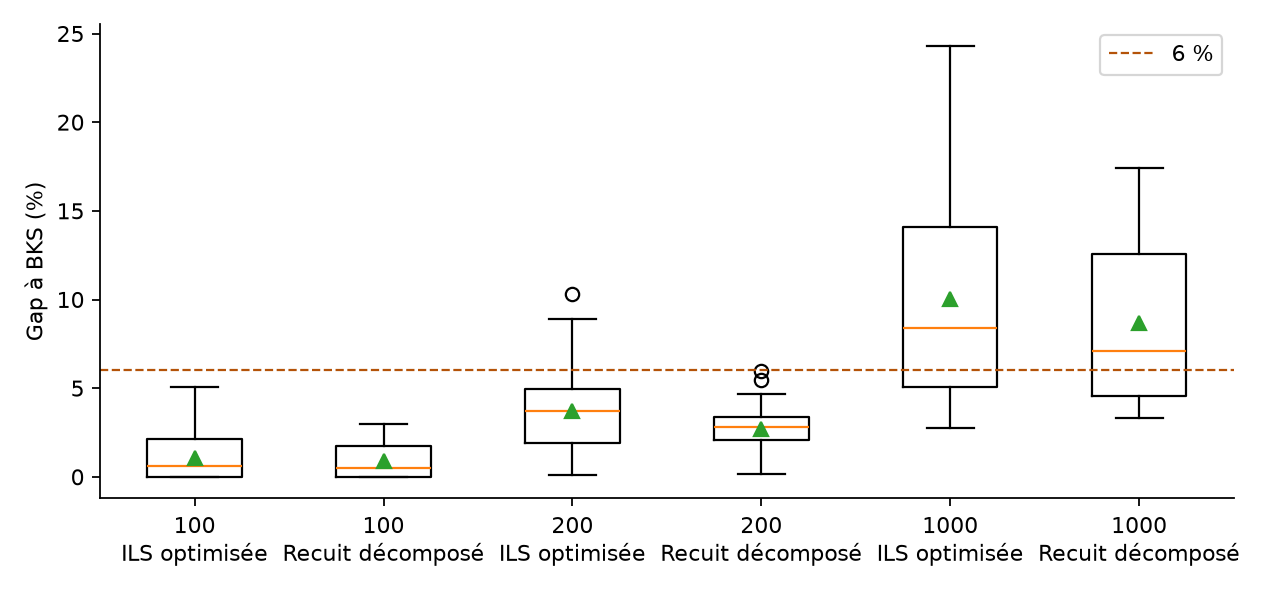 25
20
15
10
5
0
Gap à BKS (%)
6 %
100 100 200 200 1000 1000
ILS optimisée Recuit décomposé ILS optimisée Recuit décomposé ILS optimisée Recuit décomposé